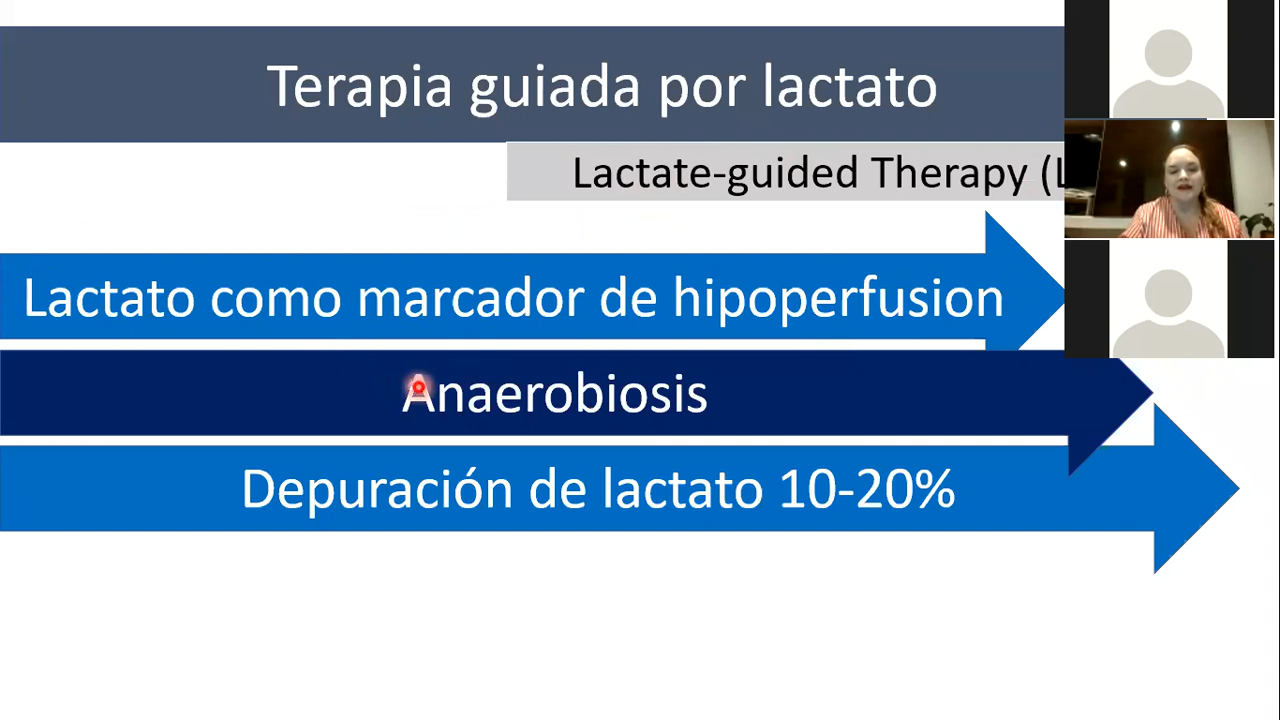 Terapia guiada por lactato
Lactate-guided Therapy (L
Lactato como marcador de hipoperfusion
Anaerobiosis
Depuración de lactato 10-20%